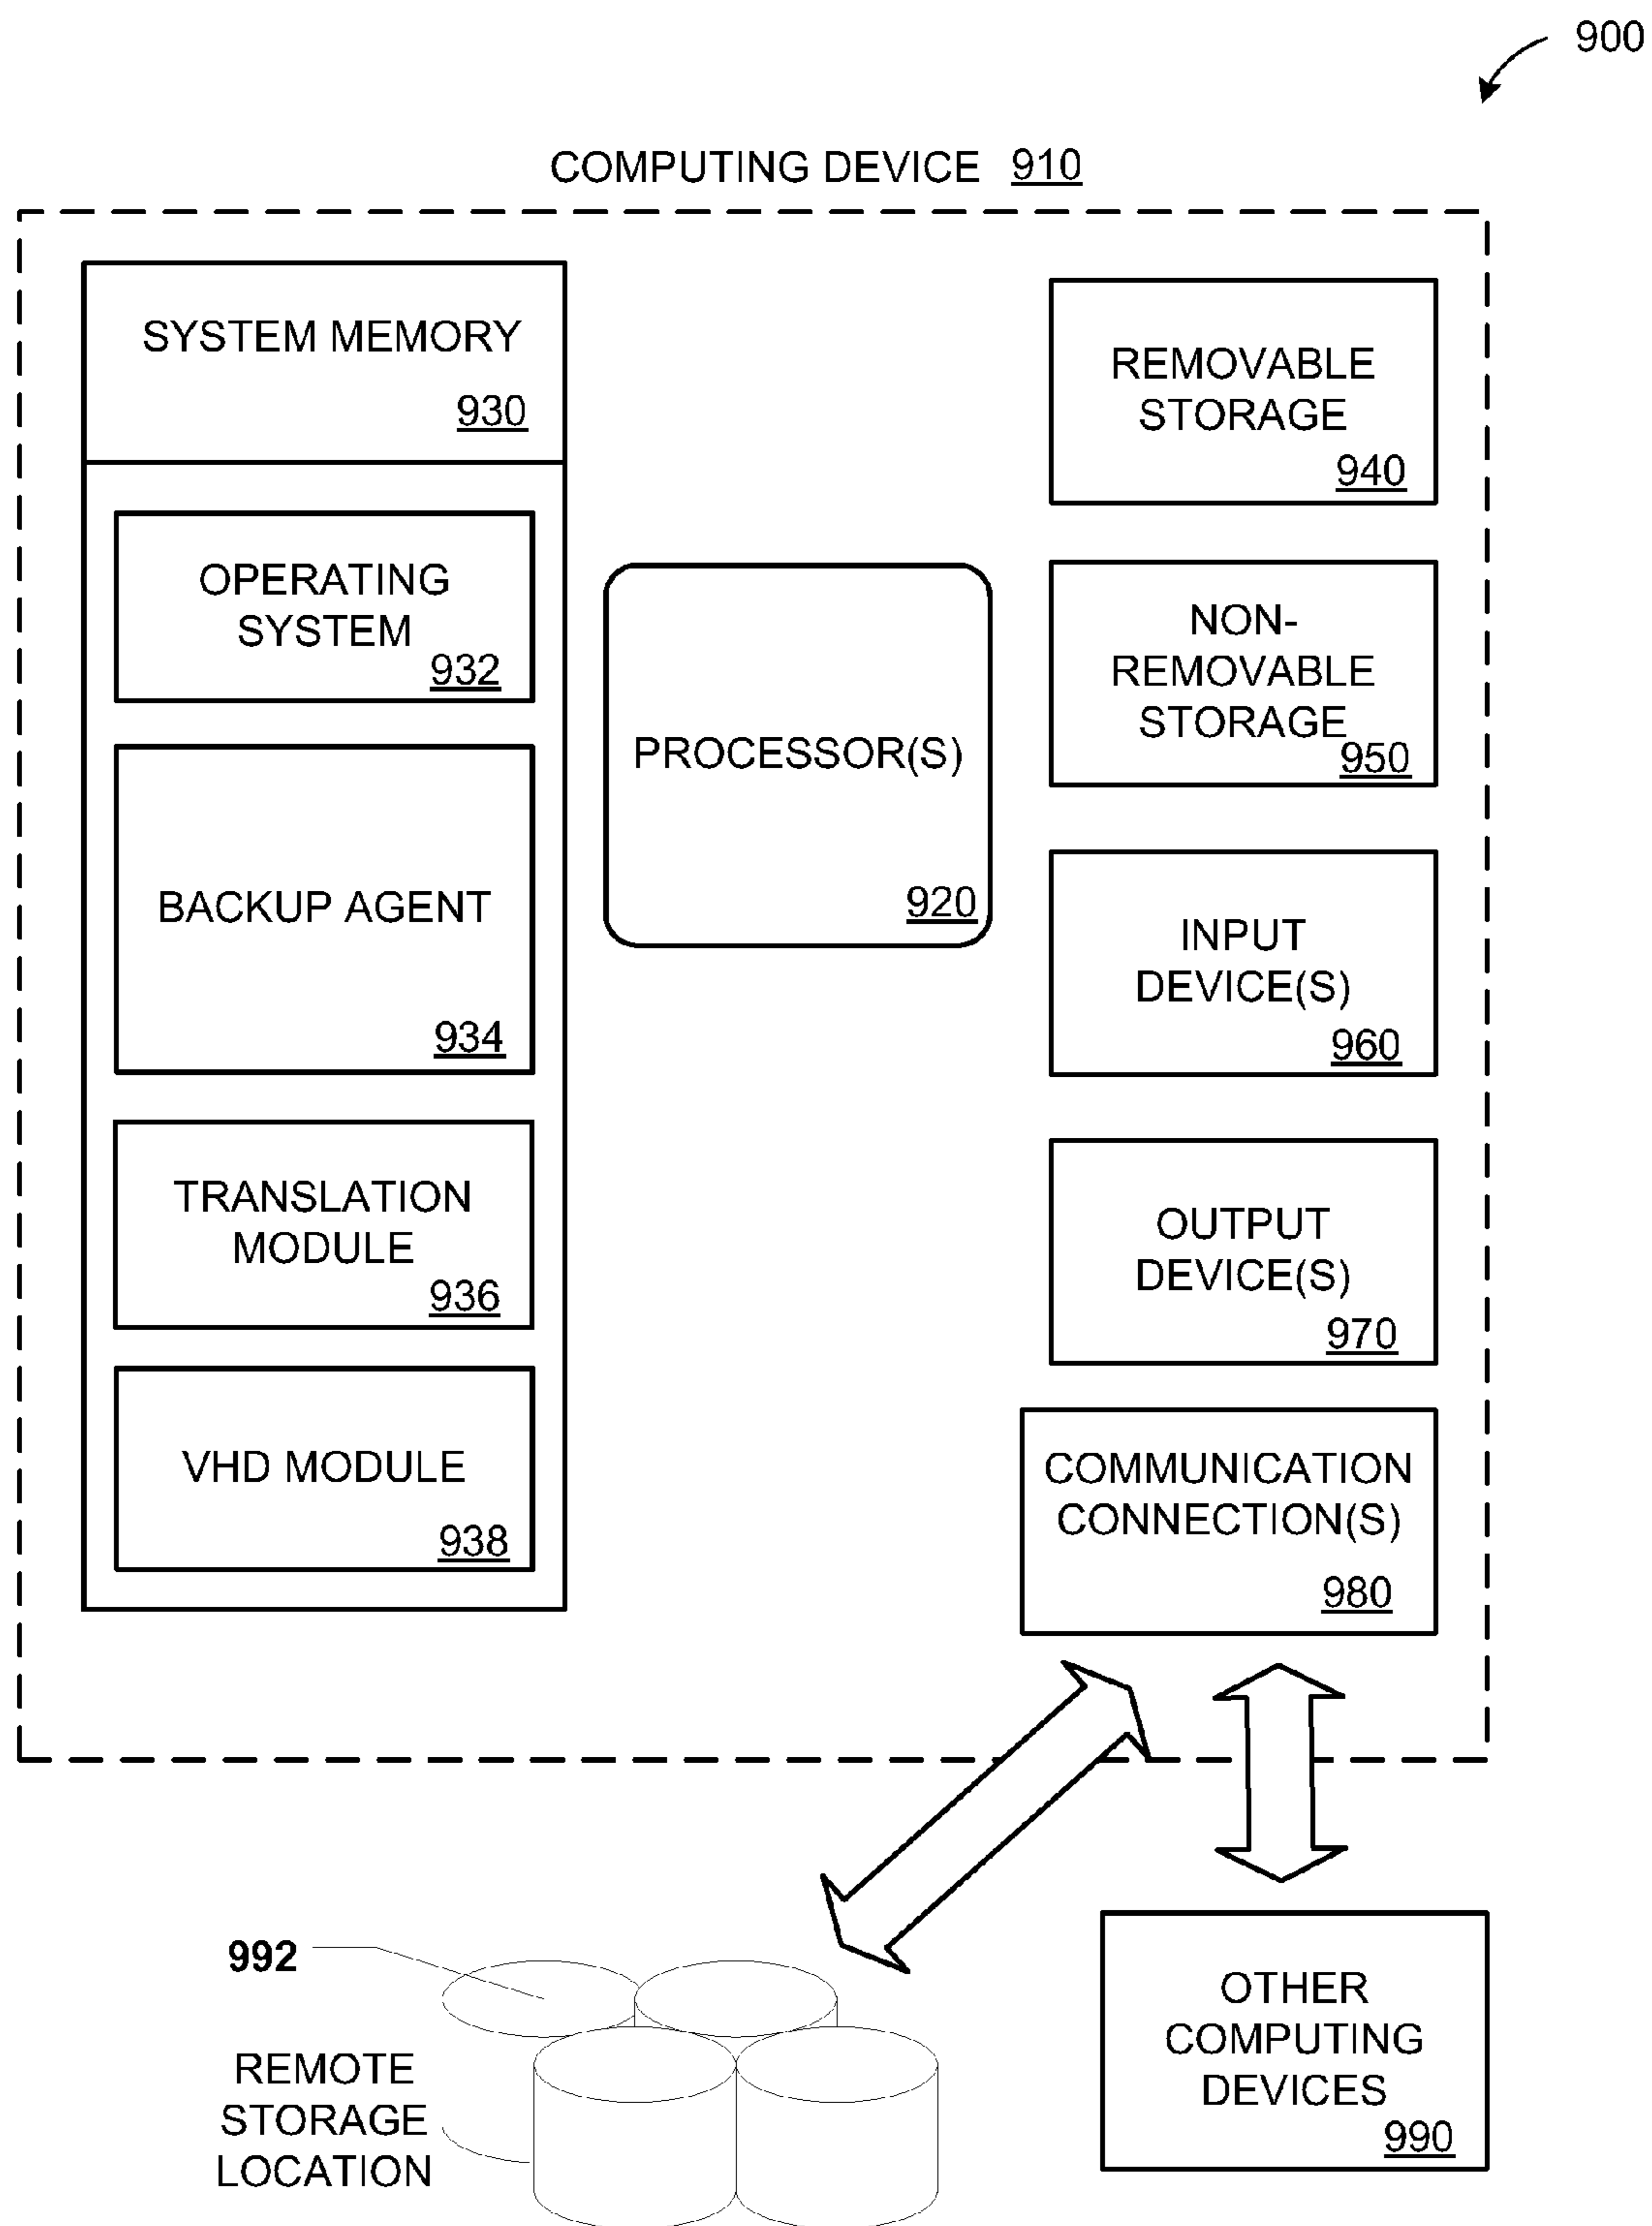 900
COMPUTING DEVICE 910
SYSTEM MEMORY
930
OPERATING
SYSTEM
932
BACKUP AGENT
934
TRANSLATION
MODULE
936
VHD MODULE
938
PROCESSOR(S)
920
REMOVABLE
STORAGE
940
NON-
REMOVABLE
STORAGE
950
INPUT
DEVICE(S)
960
OUTPUT
DEVICE(S)
970
COMMUNICATION
CONNECTION(S)
980
992
REMOTE
STORAGE
LOCATION
OTHER
COMPUTING
DEVICES
990